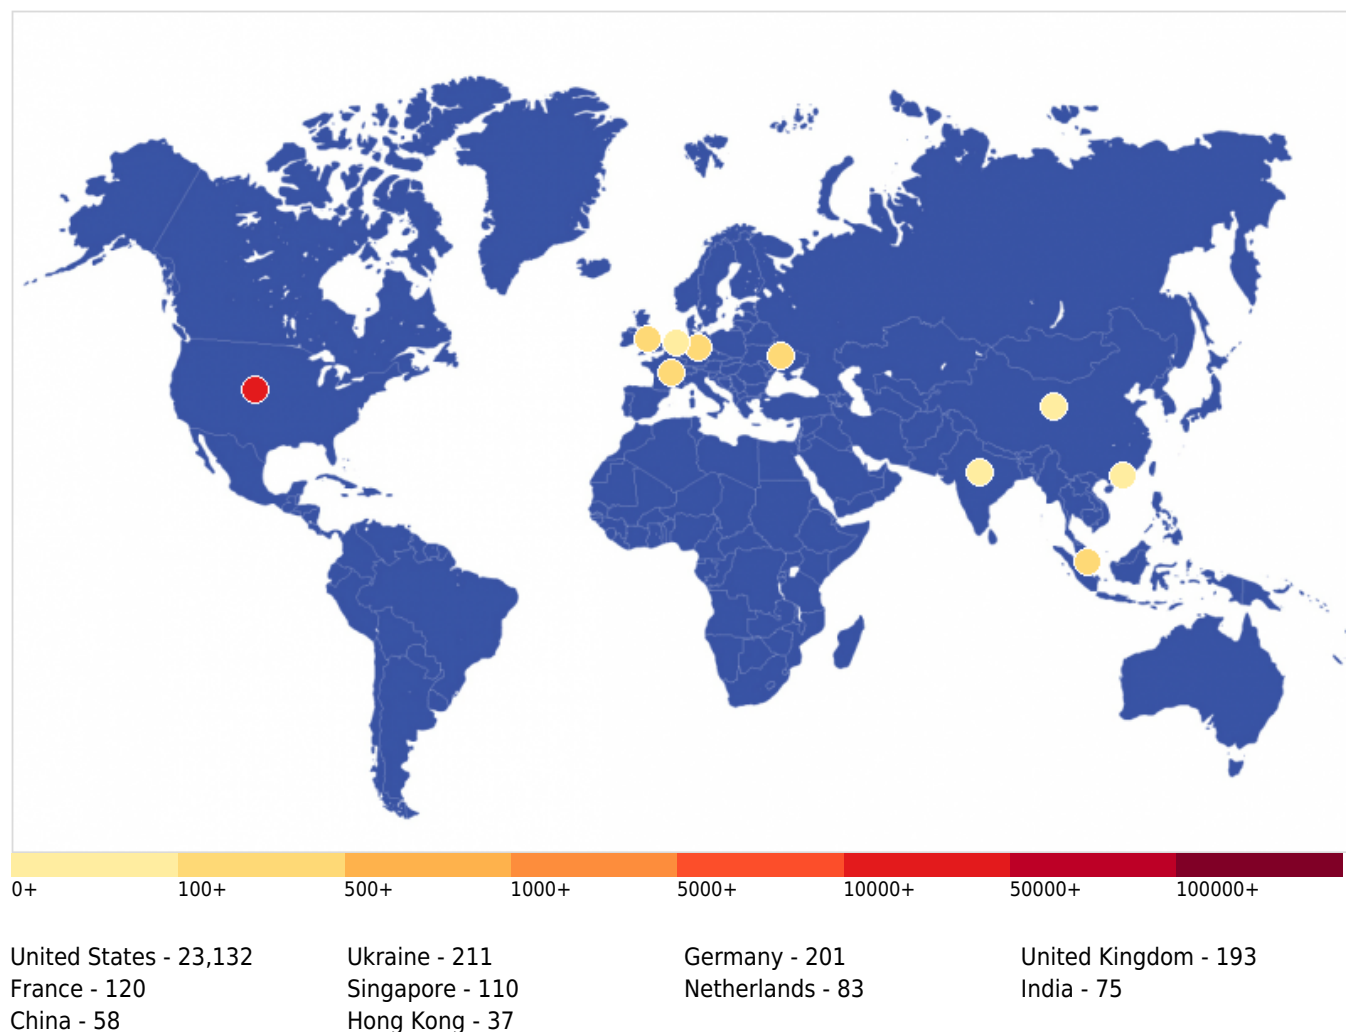 0+ 100+ 500+ 1000+ 5000+ 10000+ 50000+ 100000+
United States - 23,132 Ukraine - 211 Germany - 201 United Kingdom - 193
France - 120 Singapore - 110 Netherlands - 83 India - 75
China - 58 Hong Kong - 37